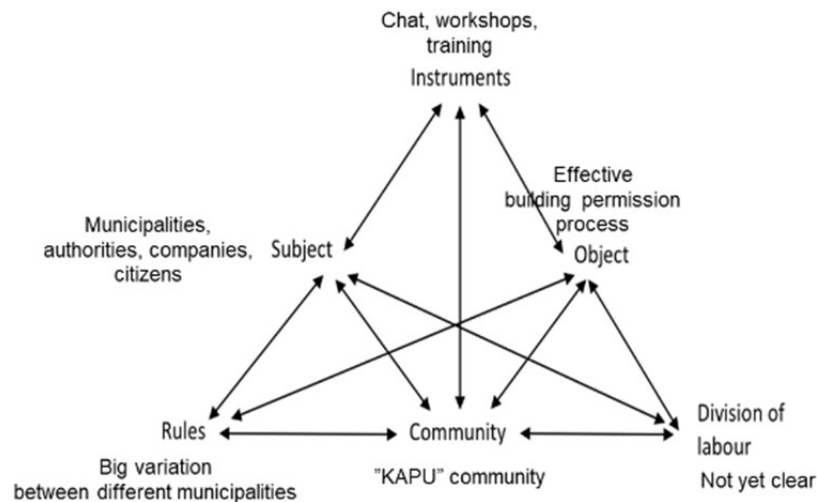 Chat, workshops,
training
Instruments
Effective
building permission
process
Object
Municipalities,
authorities, companies,
citizens
Subject
Rules
Big variation
between different municipalities
Community
”KAPU” community
Division of
labour
Not yet clear